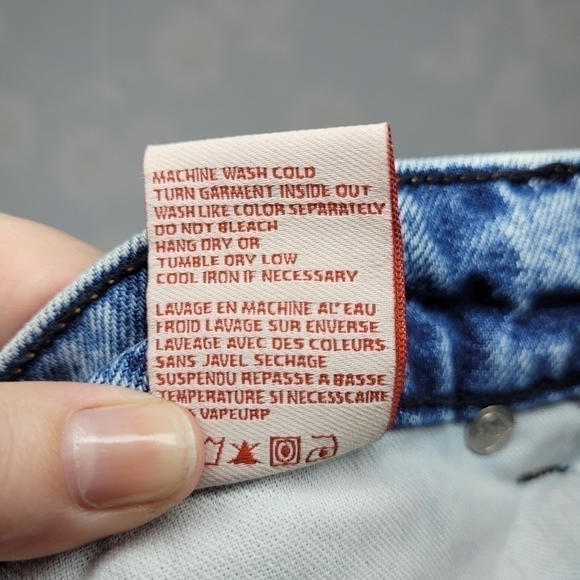 MACHINE WASH COLD
TURN GARMENT INSIDE OUT
WASH LIKE COLOR SEPARATELY
DO NOT BLEACH
HANG DRY OR
TUMBLE DRY LOW
COOL IRON IF NECESSARY
LAVAGE EN MACHINE AL' EAU
FROID LAVAGE SUR ENVERSE
LAVEAGE AVEC DES COULEURS
SANS JAVEL SECHAGE
SUSPENDU REPASSE A BASSE
TEMPERATURE SI NECESSCAIRE
VAPEURP